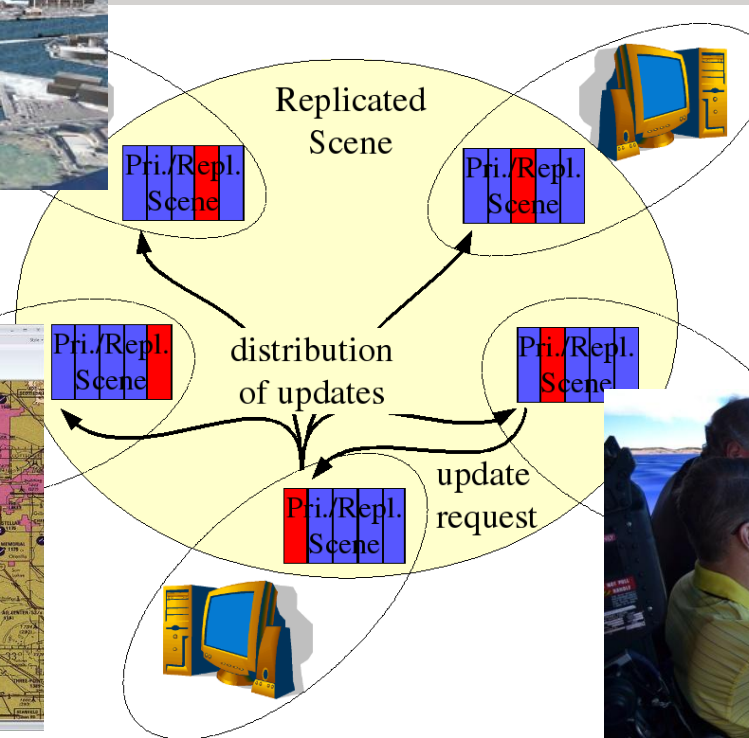 Replicated
Scene
Pri./Repl.
Scene
Pri./Repl.
Scene
Pri./Repl.
Scene
distribution
of updates
Pri./Repl.
Scene
update
request
Pri./Repl.
Scene